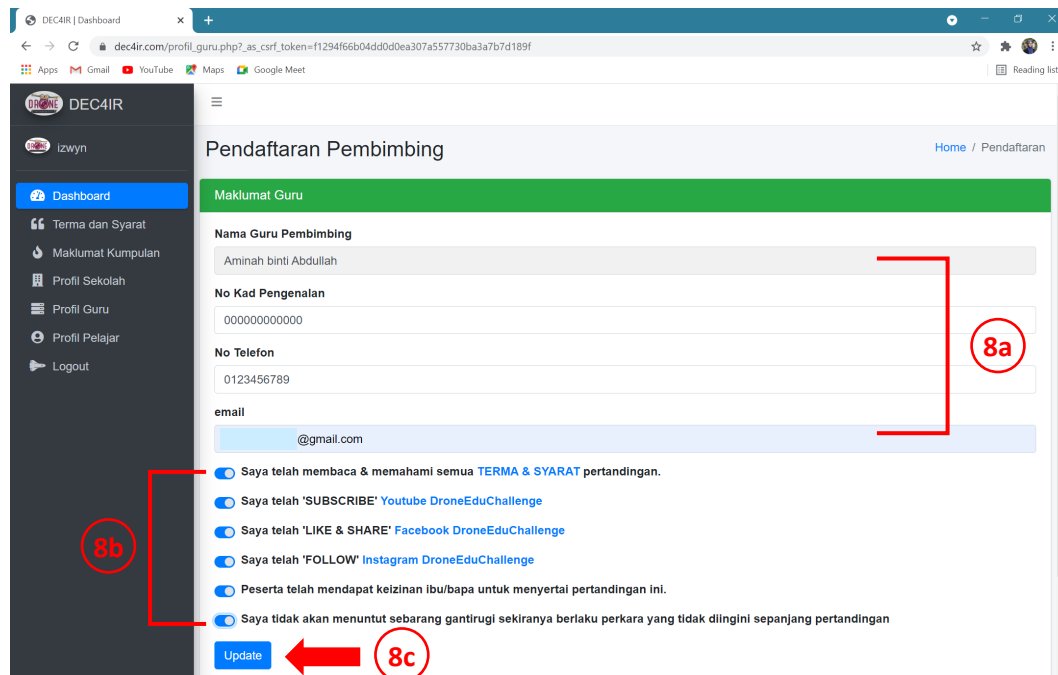 DEC4IR | Dashboard
dec4ir.com/profil_guru.php?_as_csrf_token=f1294f66b04dd0d0ea307a557730ba3a7b7d189f
Apps Gmail YouTube Maps Google Meet Reading list
DRONE DEC4IR
DRONE izwyn
Pendaftaran Pembimbing Home / Pendaftaran
Dashboard
Terma dan Syarat
Maklumat Kumpulan
Profil Sekolah
Profil Guru
Profil Pelajar
Logout
Maklumat Guru
Nama Guru Pembimbing
Aminah binti Abdullah
No Kad Pengenalan
000000000000
8a
No Telefon
0123456789
email
@gmail.com
8b
Saya telah membaca & memahami semua TERMA & SYARAT pertandingan.
Saya telah 'SUBSCRIBE' Youtube DroneEduChallenge
Saya telah 'LIKE & SHARE' Facebook DroneEduChallenge
Saya telah 'FOLLOW' Instagram DroneEduChallenge
Peserta telah mendapat keizinan ibu/bapa untuk menyertai pertandingan ini.
Saya tidak akan menuntut sebarang gantirugi sekiranya berlaku perkara yang tidak diingini sepanjang pertandingan
Update
8c